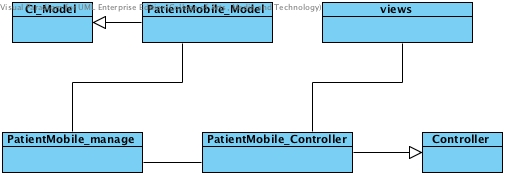 CI_Model
PatientMobile_Model
views
PatientMobile_manage
PatientMobile_Controller
Controller